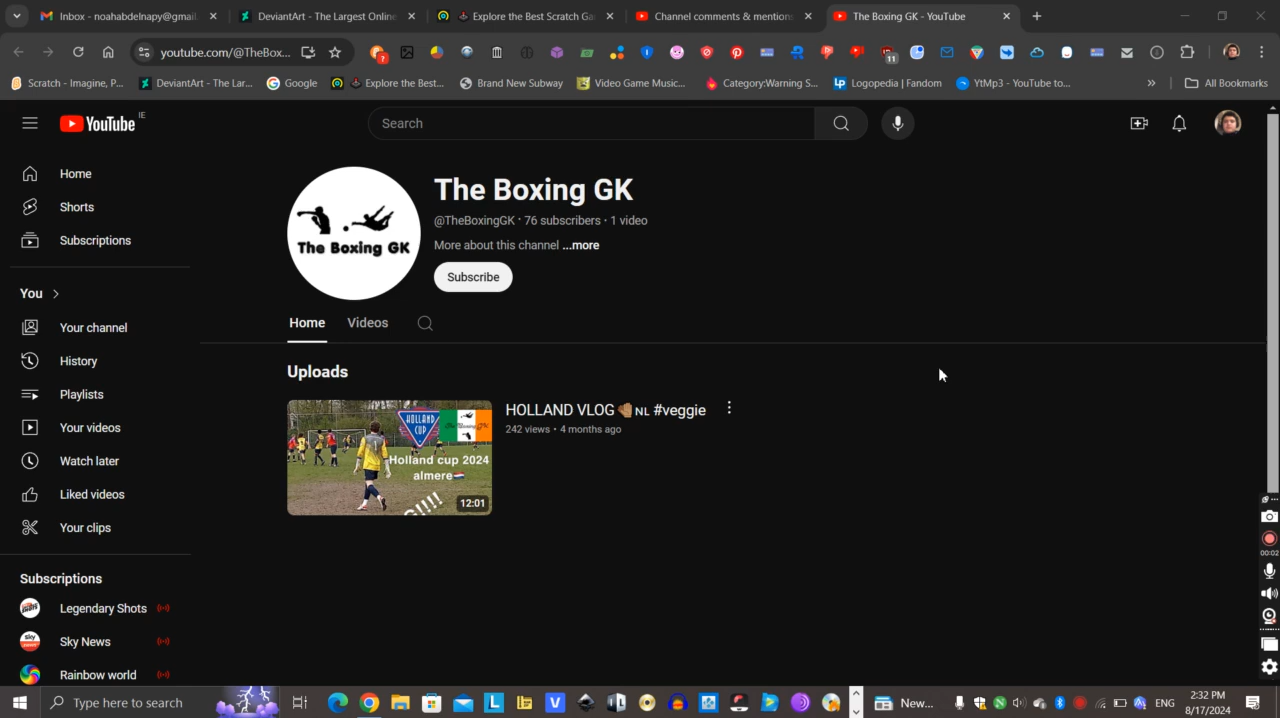 Inbox - noahabdelnapy@gmail.
DeviantArt - The Largest Online
Explore the Best Scratch Ga
Channel comments & mentions
The Boxing GK - YouTube
youtube.com/@TheBox...
Scratch - Imagine, P...
DeviantArt - The Lar...
Google
Explore the Best...
Brand New Subway
Video Game Music...
Category:Warning S...
Logopedia | Fandom
YtMp3 - YouTube to...
All Bookmarks
YouTube IE
Search
Home
Shorts
Subscriptions
You
Your channel
History
Playlists
Your videos
Watch later
Liked videos
Your clips
Subscriptions
Legendary Shots
Sky News
Rainbow world
The Boxing GK
The Boxing GK
@TheBoxingGK · 76 subscribers · 1 video
More about this channel ...more
Subscribe
Home
Videos
Uploads
HOLLAND CUP
The Boxing GK
Holland cup 2024
almere
12:01
HOLLAND VLOG 🤏🏽 NL #veggie
242 views · 4 months ago
00:02
Type here to search
New...
ENG
2:32 PM
8/17/2024